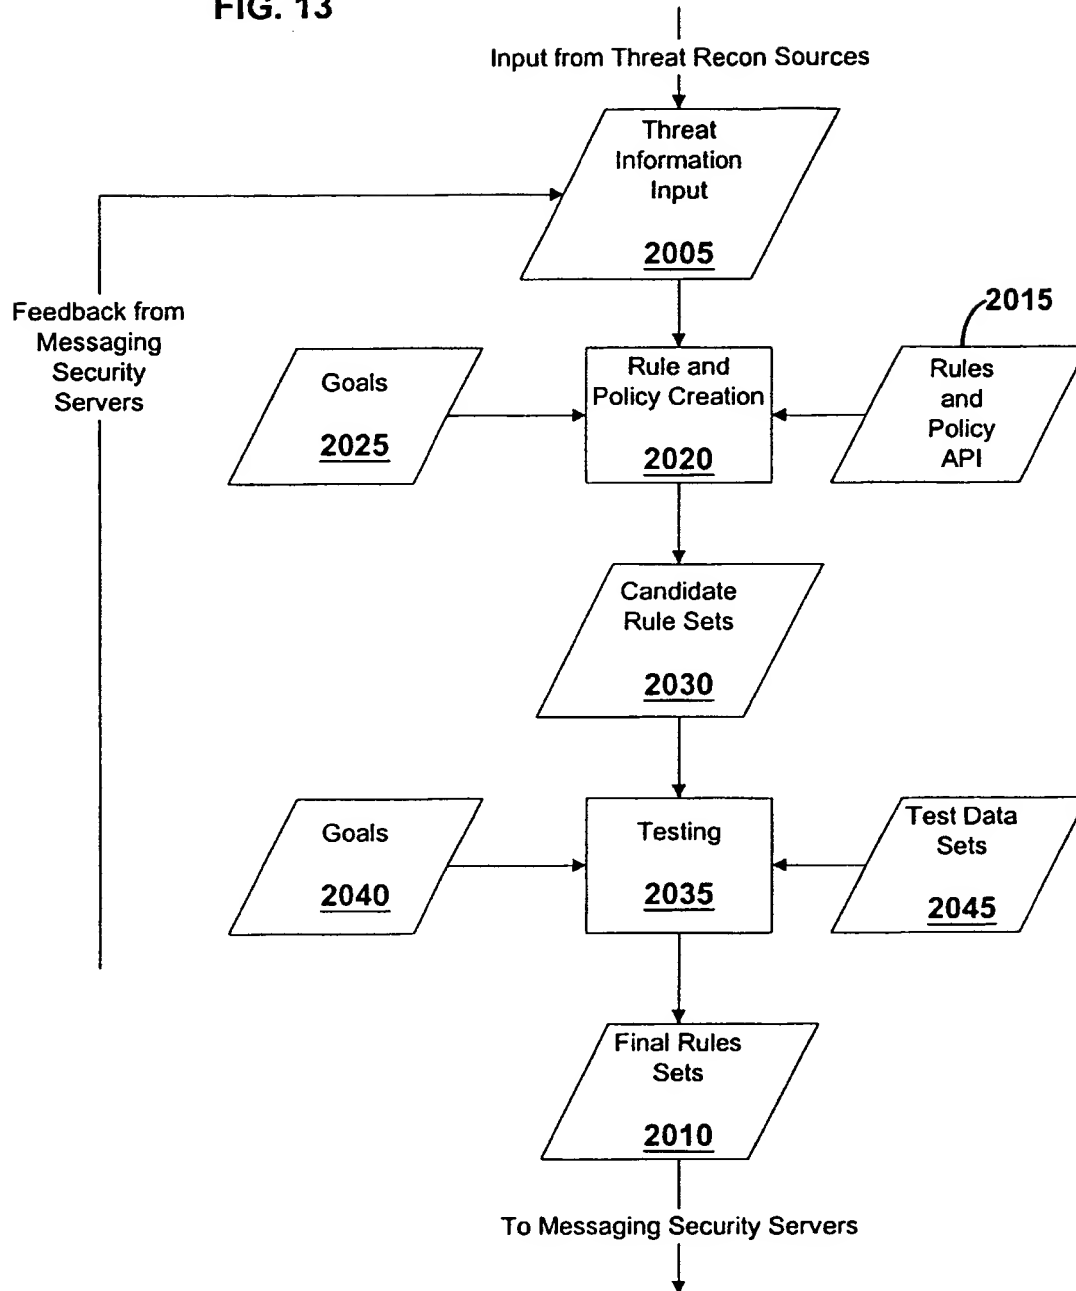 FIG. 13
Input from Threat Recon Sources
Threat
Information
Input
2005
Feedback from
Messaging
Security
Servers
2015
Goals
2025
Rule and
Policy Creation
2020
Rules
and
Policy
API
Candidate
Rule Sets
2030
Goals
2040
Testing
2035
Test Data
Sets
2045
Final Rules
Sets
2010
To Messaging Security Servers